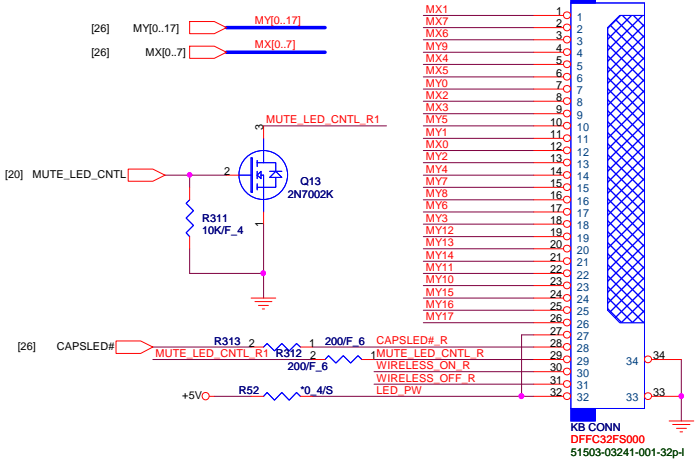 [26] MY[0..17] MY[0..17]
[26] MX[0..7] MX[0..7]
3 MUTE_LED_CNTL_R1
[20] MUTE_LED_CNTL 2
Q13
2N7002K
1
R311
10K/F_4
MX1 1 1
MX7 2 2
MX6 3 3
MY9 4 4
MX4 5 5
MX5 6 6
MY0 7 7
MX2 8 8
MX3 9 9
MY5 10 10
MY1 11 11
MX0 12 12
MY2 13 13
MY4 14 14
MY7 15 15
MY8 16 16
MY6 17 17
MY3 18 18
MY12 19 19
MY13 20 20
MY14 21 21
MY11 22 22
MY10 23 23
MY15 24 24
MY16 25 25
MY17 26 26
27 27
[26] CAPSLED# R313 2 1 200/F_6 CAPSLED#_R 28 28
MUTE_LED_CNTL_R1 R312 2 1 MUTE_LED_CNTL_R 29 29 34 34
200/F_6 WIRELESS_ON_R 30 30
WIRELESS_OFF_R 31 31
+5V R52 *0_4/S LED_PW 32 32 33 33
KB CONN
DFFC32FS000
51503-03241-001-32p-l